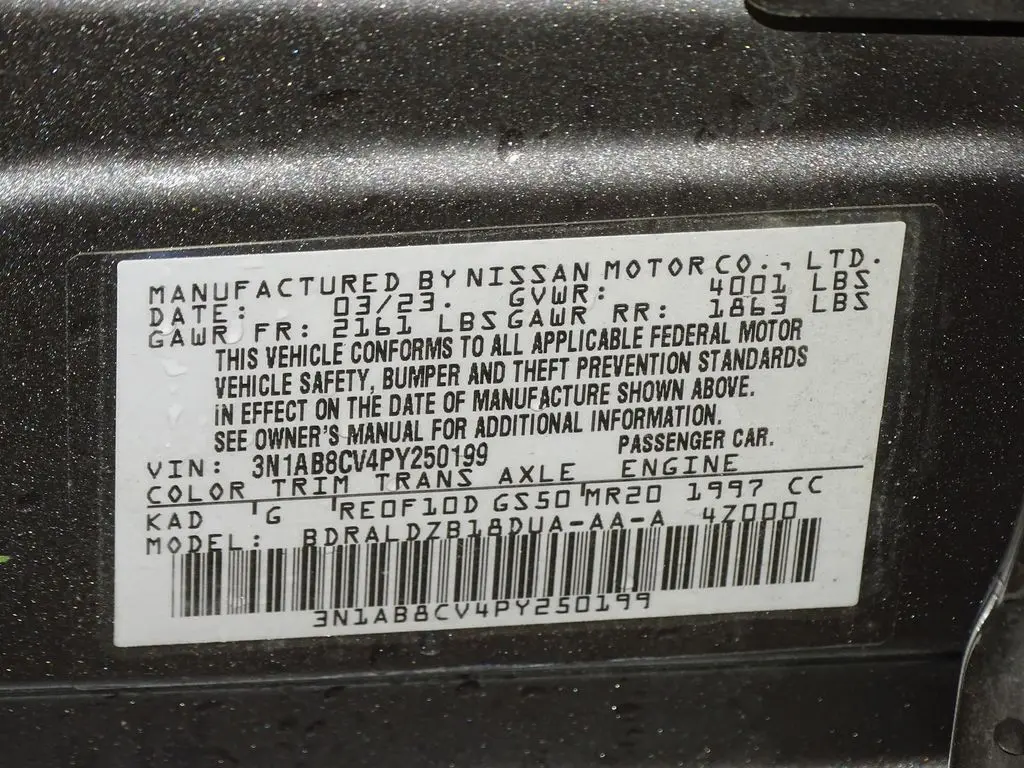 MANUFACTURED BY NISSAN MOTOR CO., LTD.
DATE: 03/23. GVWR: 4001 LBS
GAWR FR: 2161 LBS GAWR RR: 1863 LBS
THIS VEHICLE CONFORMS TO ALL APPLICABLE FEDERAL MOTOR
VEHICLE SAFETY, BUMPER AND THEFT PREVENTION STANDARDS
IN EFFECT ON THE DATE OF MANUFACTURE SHOWN ABOVE.
SEE OWNER'S MANUAL FOR ADDITIONAL INFORMATION.
VIN: 3N1AB8CV4PY250199 PASSENGER CAR.
COLOR TRIM TRANS AXLE ENGINE
KAD G RE0F10D GS50 MR20 1997 CC
MODEL: BDRALDZB18DUA-AA-A 4Z000
3N1AB8CV4PY250199